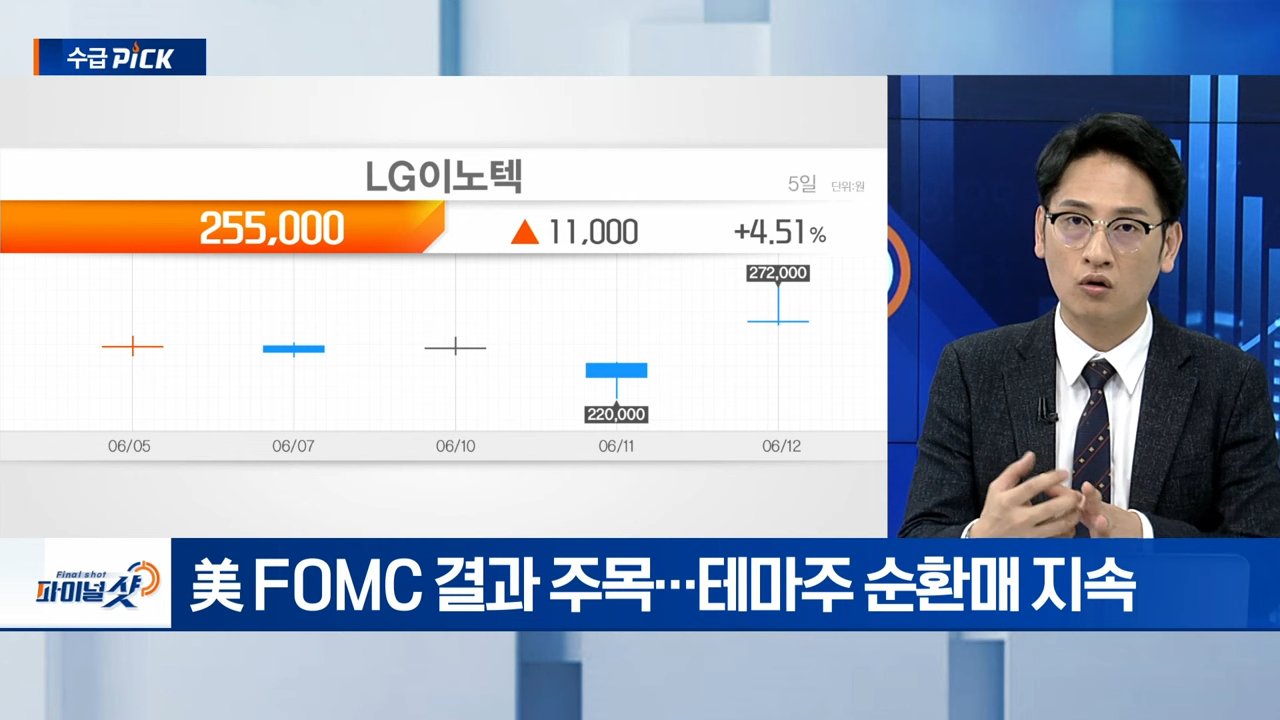 수급 PiCK
LG이노텍
5일 단위:원
255,000 ▲ 11,000 +4.51%
272,000
220,000
06/05 06/07 06/10 06/11 06/12
Final shot
파이널샷
美 FOMC 결과 주목…테마주 순환매 지속